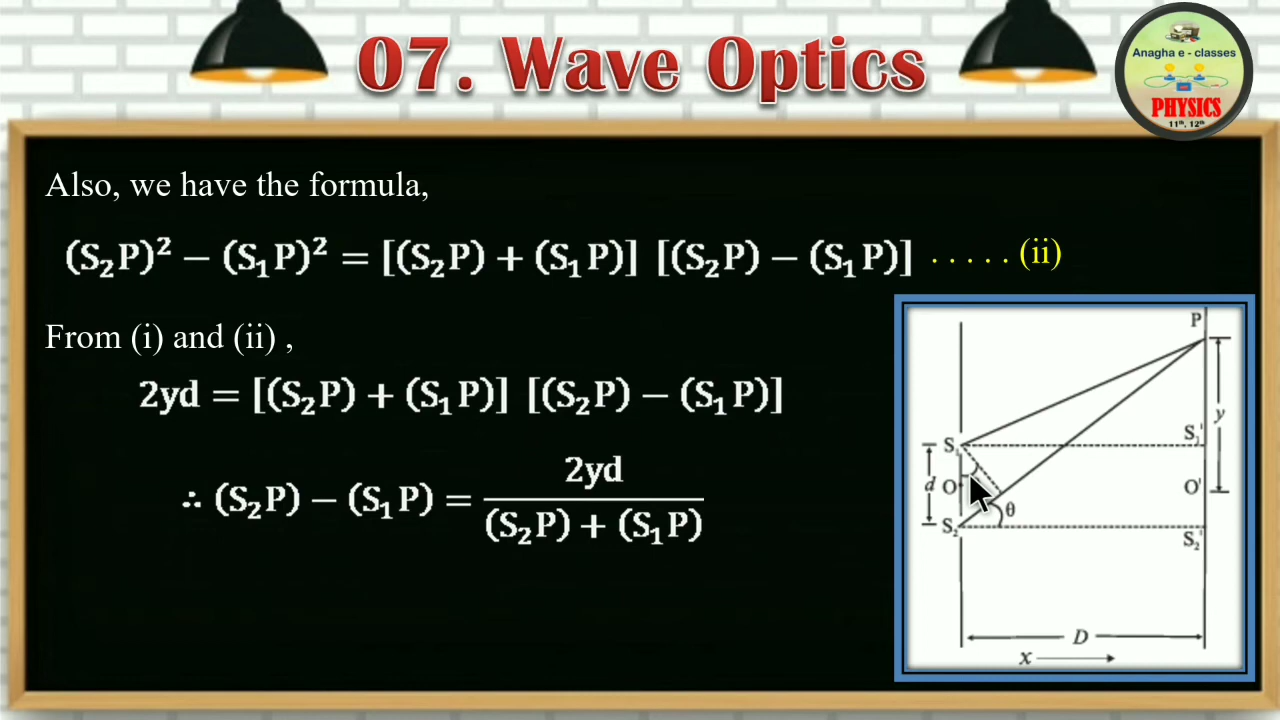 07. Wave Optics
Anagha e - classes
PHYSICS
11th, 12th
Also, we have the formula,
(S₂P)² − (S₁P)² = [(S₂P) + (S₁P)] [(S₂P) − (S₁P)] . . . . . (ii)
From (i) and (ii) ,
2yd = [(S₂P) + (S₁P)] [(S₂P) − (S₁P)]
2yd
∴ (S₂P) − (S₁P) =
(S₂P) + (S₁P)
P
y
S₁ S₁'
d O O'
θ
S₂ S₂'
D
x